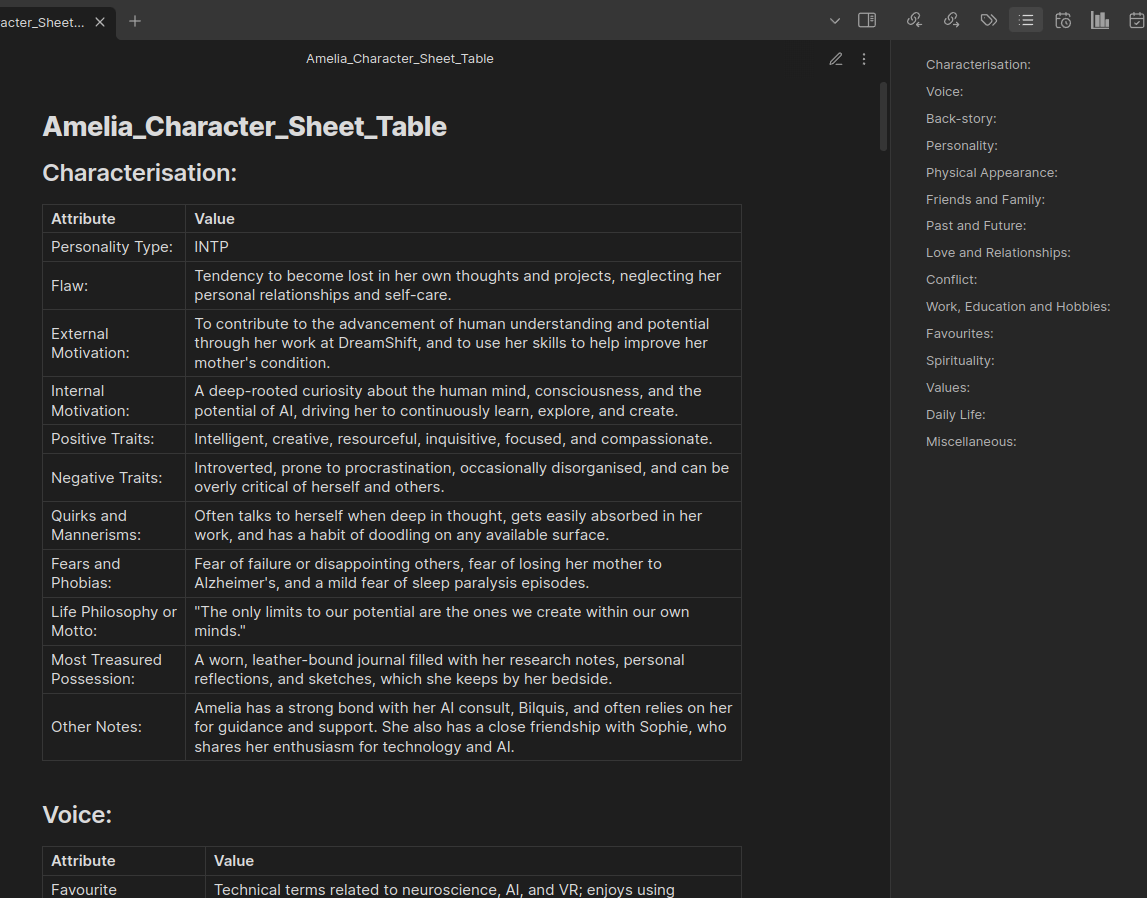 racter_Sheet...
Amelia_Character_Sheet_Table
Amelia_Character_Sheet_Table
Characterisation:
Attribute Value
Personality Type: INTP
Flaw: Tendency to become lost in her own thoughts and projects, neglecting her
personal relationships and self-care.
External
Motivation:
To contribute to the advancement of human understanding and potential
through her work at DreamShift, and to use her skills to help improve her
mother's condition.
Internal
Motivation:
A deep-rooted curiosity about the human mind, consciousness, and the
potential of AI, driving her to continuously learn, explore, and create.
Positive Traits: Intelligent, creative, resourceful, inquisitive, focused, and compassionate.
Negative Traits: Introverted, prone to procrastination, occasionally disorganised, and can be
overly critical of herself and others.
Quirks and
Mannerisms:
Often talks to herself when deep in thought, gets easily absorbed in her
work, and has a habit of doodling on any available surface.
Fears and
Phobias:
Fear of failure or disappointing others, fear of losing her mother to
Alzheimer's, and a mild fear of sleep paralysis episodes.
Life Philosophy or
Motto:
"The only limits to our potential are the ones we create within our own
minds."
Most Treasured
Possession:
A worn, leather-bound journal filled with her research notes, personal
reflections, and sketches, which she keeps by her bedside.
Other Notes:
Amelia has a strong bond with her AI consult, Bilquis, and often relies on her
for guidance and support. She also has a close friendship with Sophie, who
shares her enthusiasm for technology and AI.
Voice:
Attribute Value
Favourite Technical terms related to neuroscience, AI, and VR; enjoys using
Characterisation:
Voice:
Back-story:
Personality:
Physical Appearance:
Friends and Family:
Past and Future:
Love and Relationships:
Conflict:
Work, Education and Hobbies:
Favourites:
Spirituality:
Values:
Daily Life:
Miscellaneous: